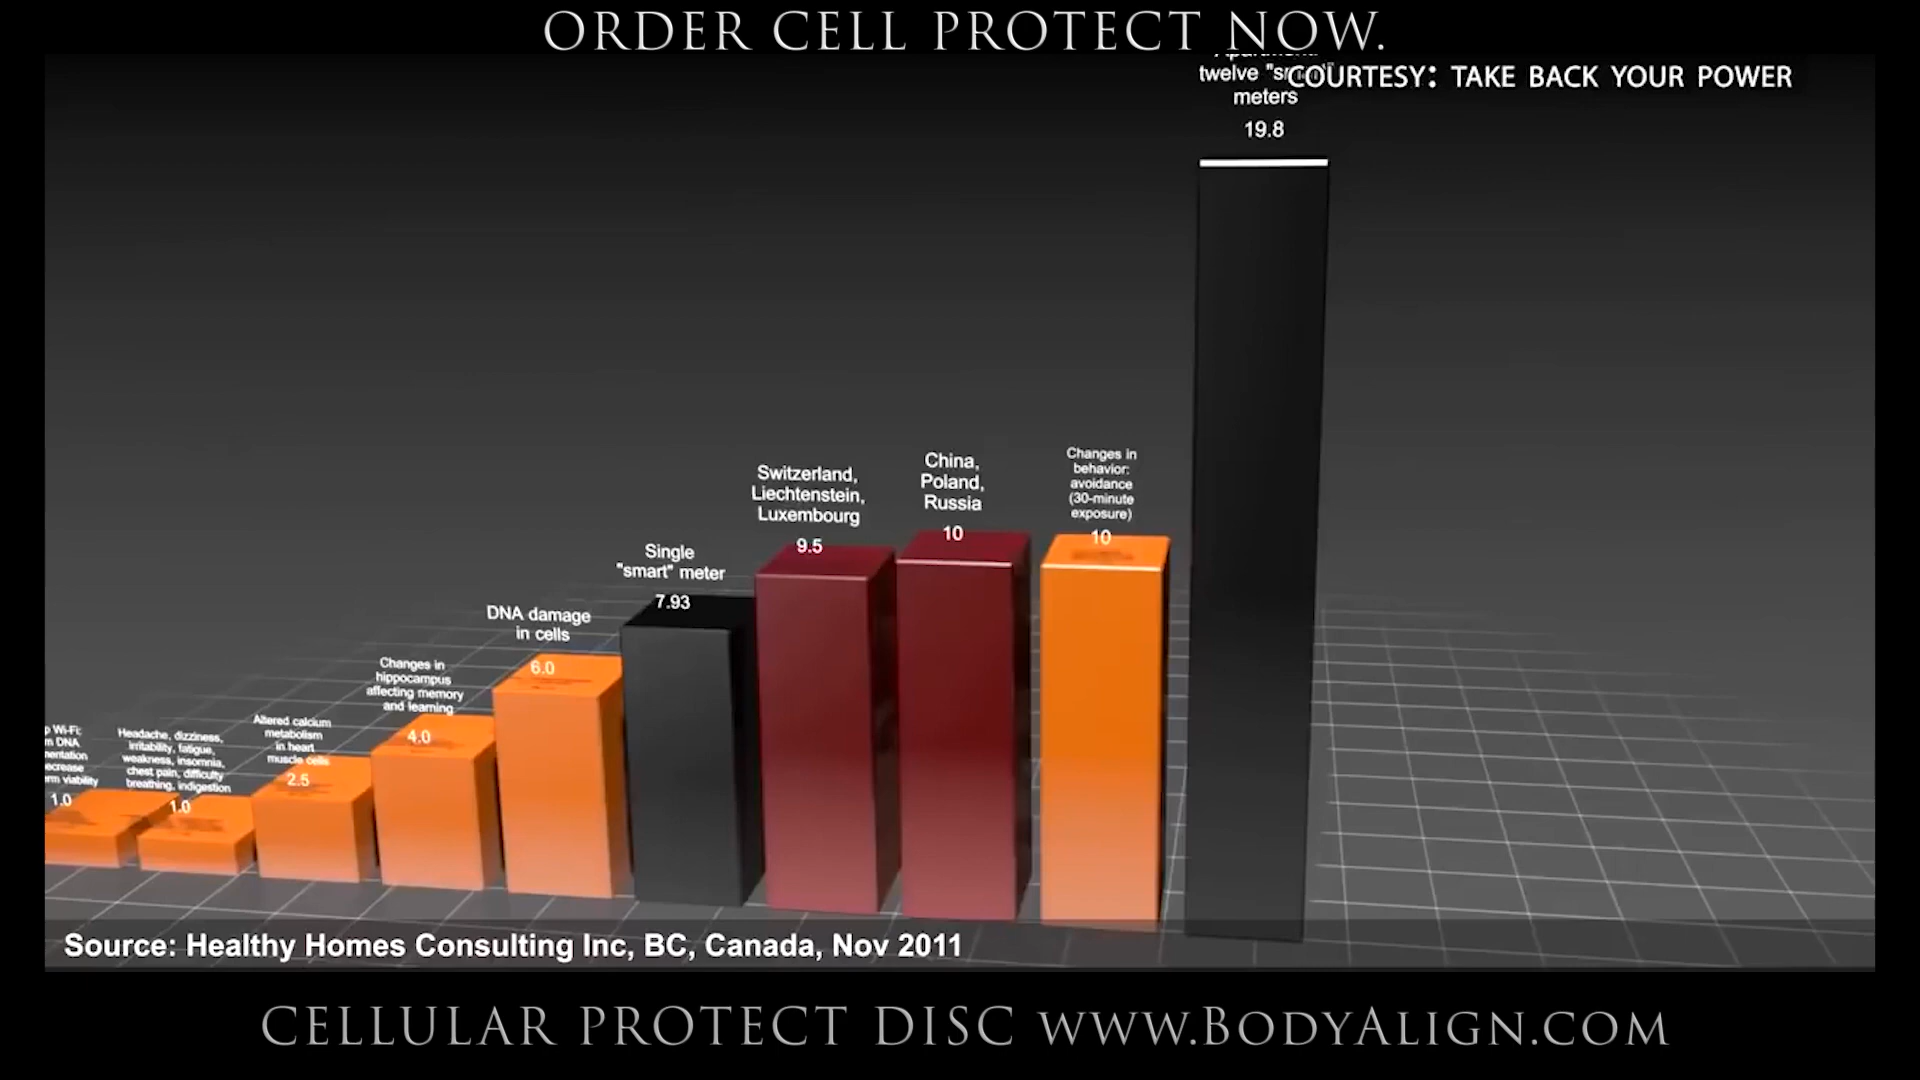 ORDER CELL PROTECT NOW.
twelve
COURTESY: TAKE BACK YOUR POWER
meters
19.8
Changes in
behavior:
avoidance
(30-minute
exposure)
10
China,
Poland,
Russia
10
Switzerland,
Liechtenstein,
Luxembourg
9.5
Single
"smart" meter
7.93
DNA damage
in cells
6.0
Changes in
hippocampus
affecting memory
and learning
4.0
Altered calcium
metabolism
in heart
muscle cells
2.5
Headache, dizziness,
irritability, fatigue,
weakness, insomnia,
chest pain, difficulty
breathing, indigestion
1.0
Wi-Fi:
DNA
viability
1.0
Source: Healthy Homes Consulting Inc, BC, Canada, Nov 2011
CELLULAR PROTECT DISC WWW.BODYALIGN.COM